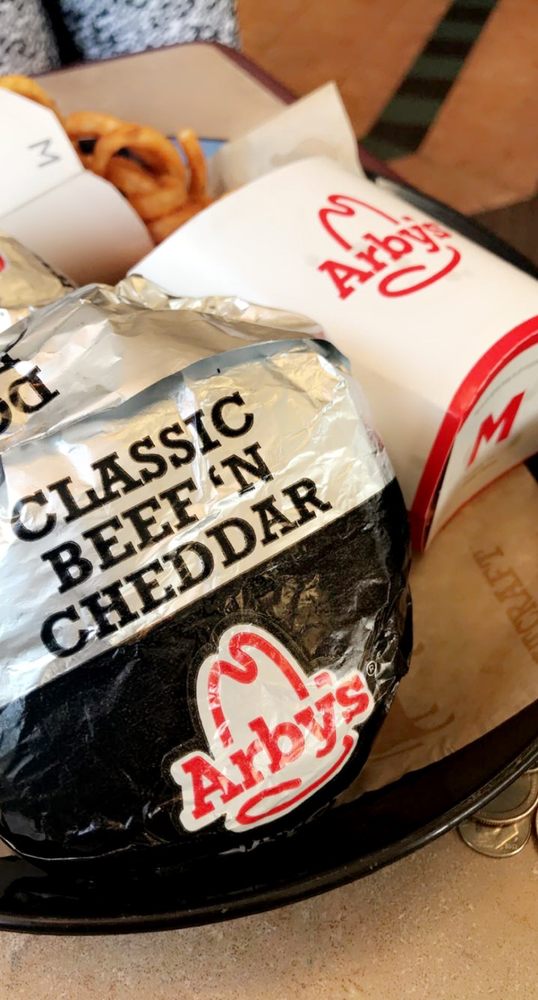 M
Arby's
M
CLASSIC
BEEF 'N
CHEDDAR
Arby's®